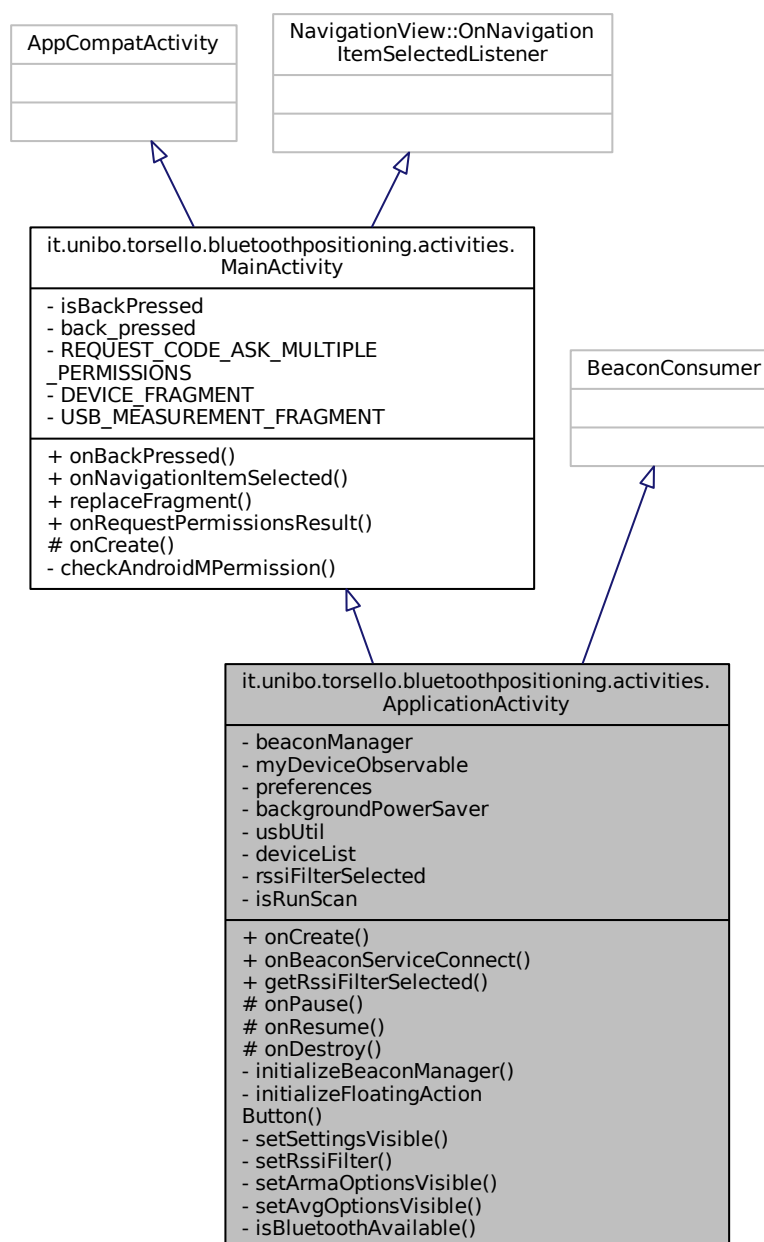 AppCompatActivity
NavigationView::OnNavigation
ItemSelectedListener
it.unibo.torsello.bluetoothpositioning.activities.
MainActivity
- isBackPressed
- back_pressed
- REQUEST_CODE_ASK_MULTIPLE
_PERMISSIONS
- DEVICE_FRAGMENT
- USB_MEASUREMENT_FRAGMENT
+ onBackPressed()
+ onNavigationItemSelected()
+ replaceFragment()
+ onRequestPermissionsResult()
# onCreate()
- checkAndroidMPermission()
BeaconConsumer
it.unibo.torsello.bluetoothpositioning.activities.
ApplicationActivity
- beaconManager
- myDeviceObservable
- preferences
- backgroundPowerSaver
- usbUtil
- deviceList
- rssiFilterSelected
- isRunScan
+ onCreate()
+ onBeaconServiceConnect()
+ getRssiFilterSelected()
# onPause()
# onResume()
# onDestroy()
- initializeBeaconManager()
- initializeFloatingAction
Button()
- setSettingsVisible()
- setRssiFilter()
- setArmaOptionsVisible()
- setAvgOptionsVisible()
- isBluetoothAvailable()